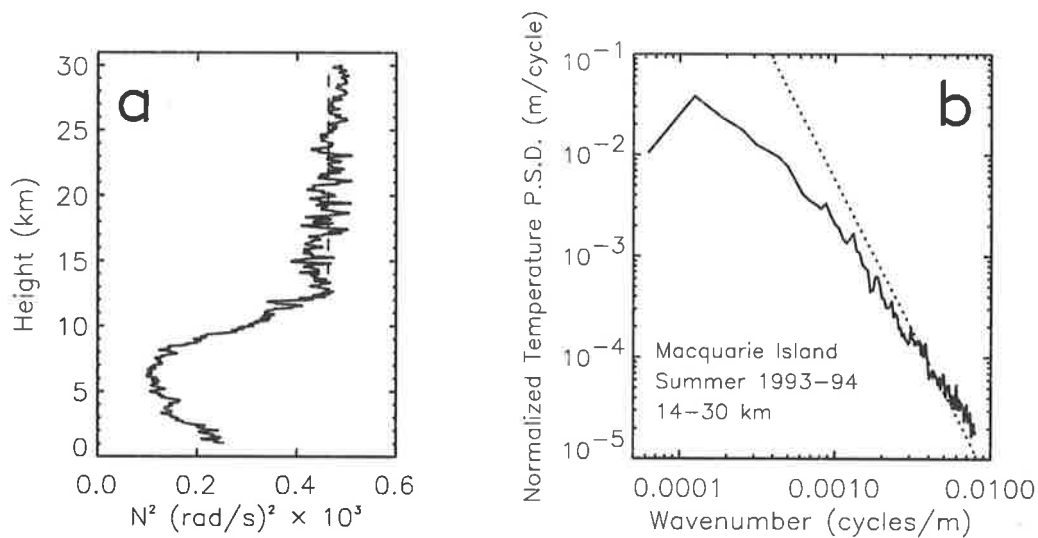 a
Height (km)
30
25
20
15
10
5
0
0.0 0.2 0.4 0.6
N² (rad/s)² × 10³
b
Normalized Temperature P.S.D. (m/cycle)
10⁻¹
10⁻²
10⁻³
10⁻⁴
10⁻⁵
Macquarie Island
Summer 1993–94
14–30 km
0.0001 0.0010 0.0100
Wavenumber (cycles/m)